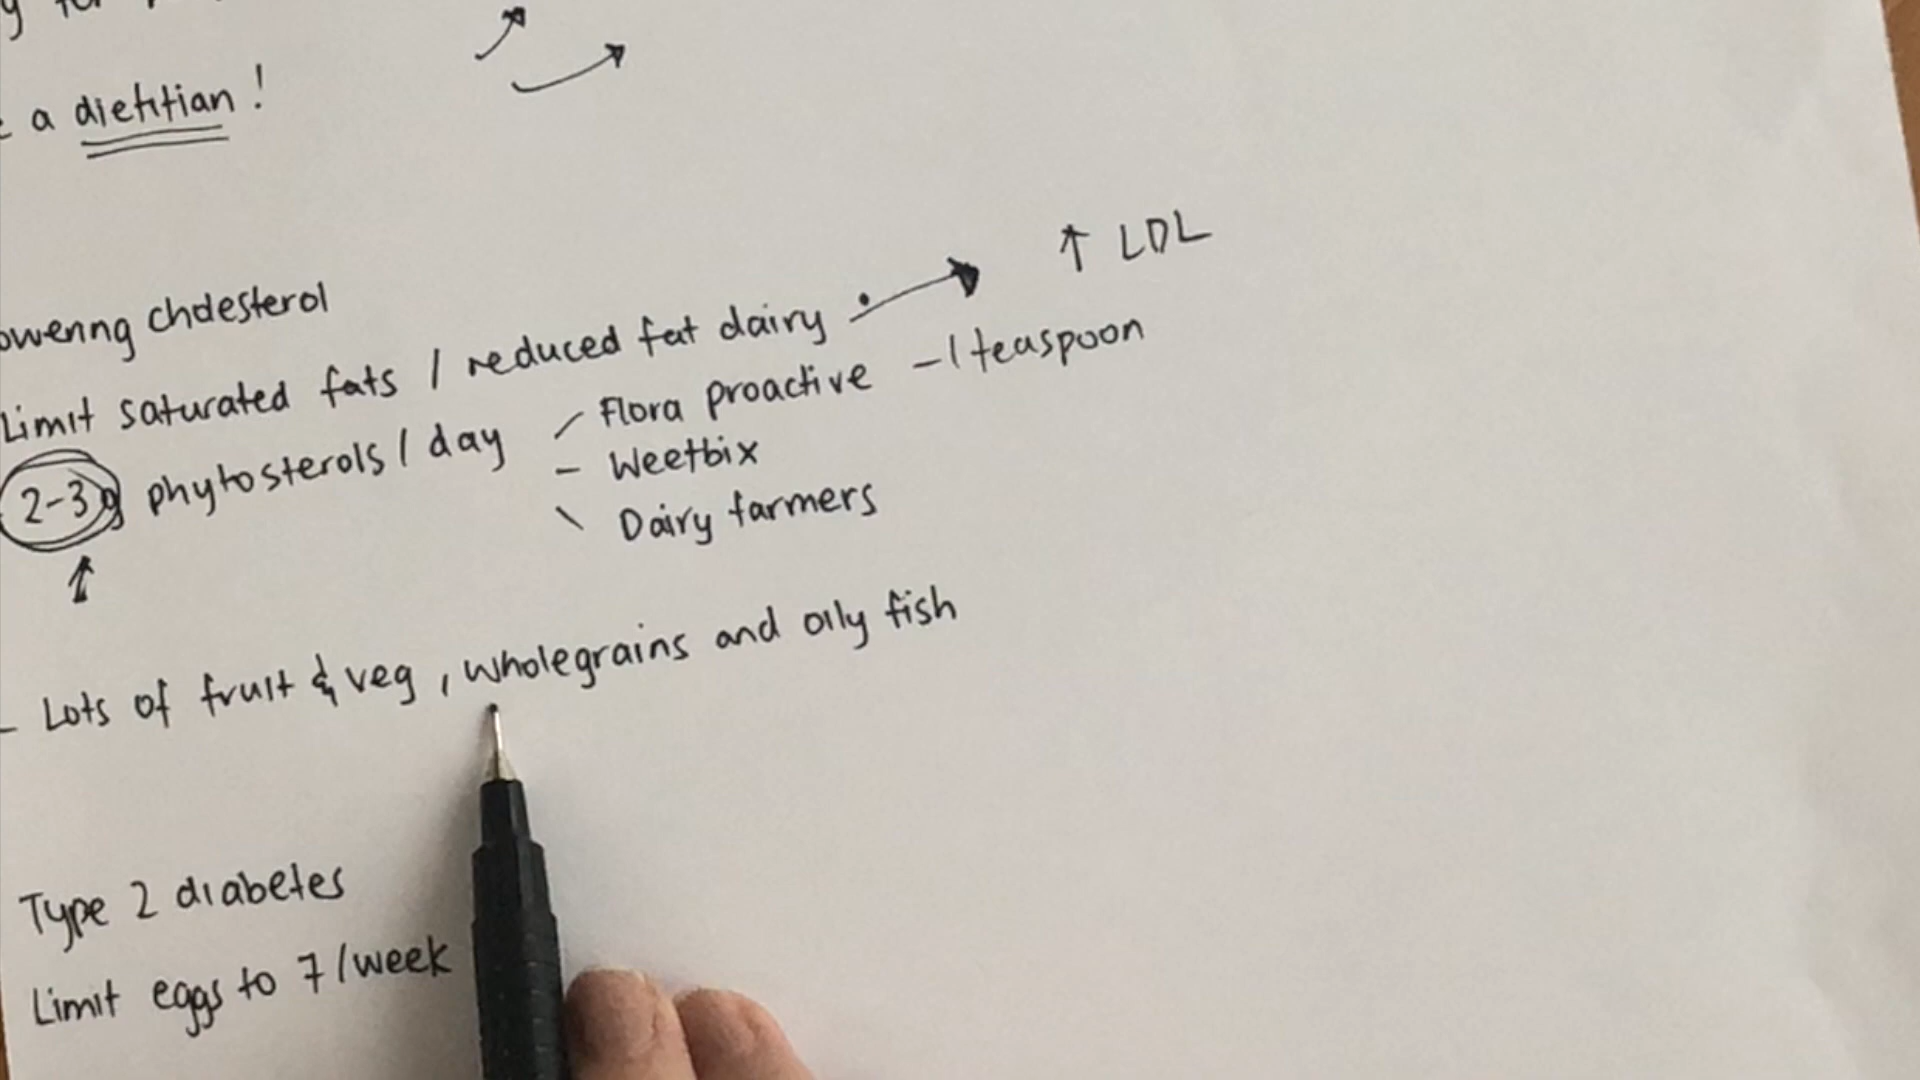 a dietitian!
↑ LDL
owering cholesterol
Limit saturated fats / reduced fat dairy
2-3g phytosterols / day
- Flora proactive - 1 teaspoon
- Weetbix
\ Dairy farmers
- Lots of fruit & veg, wholegrains and oily fish
Type 2 diabetes
Limit eggs to 7/week